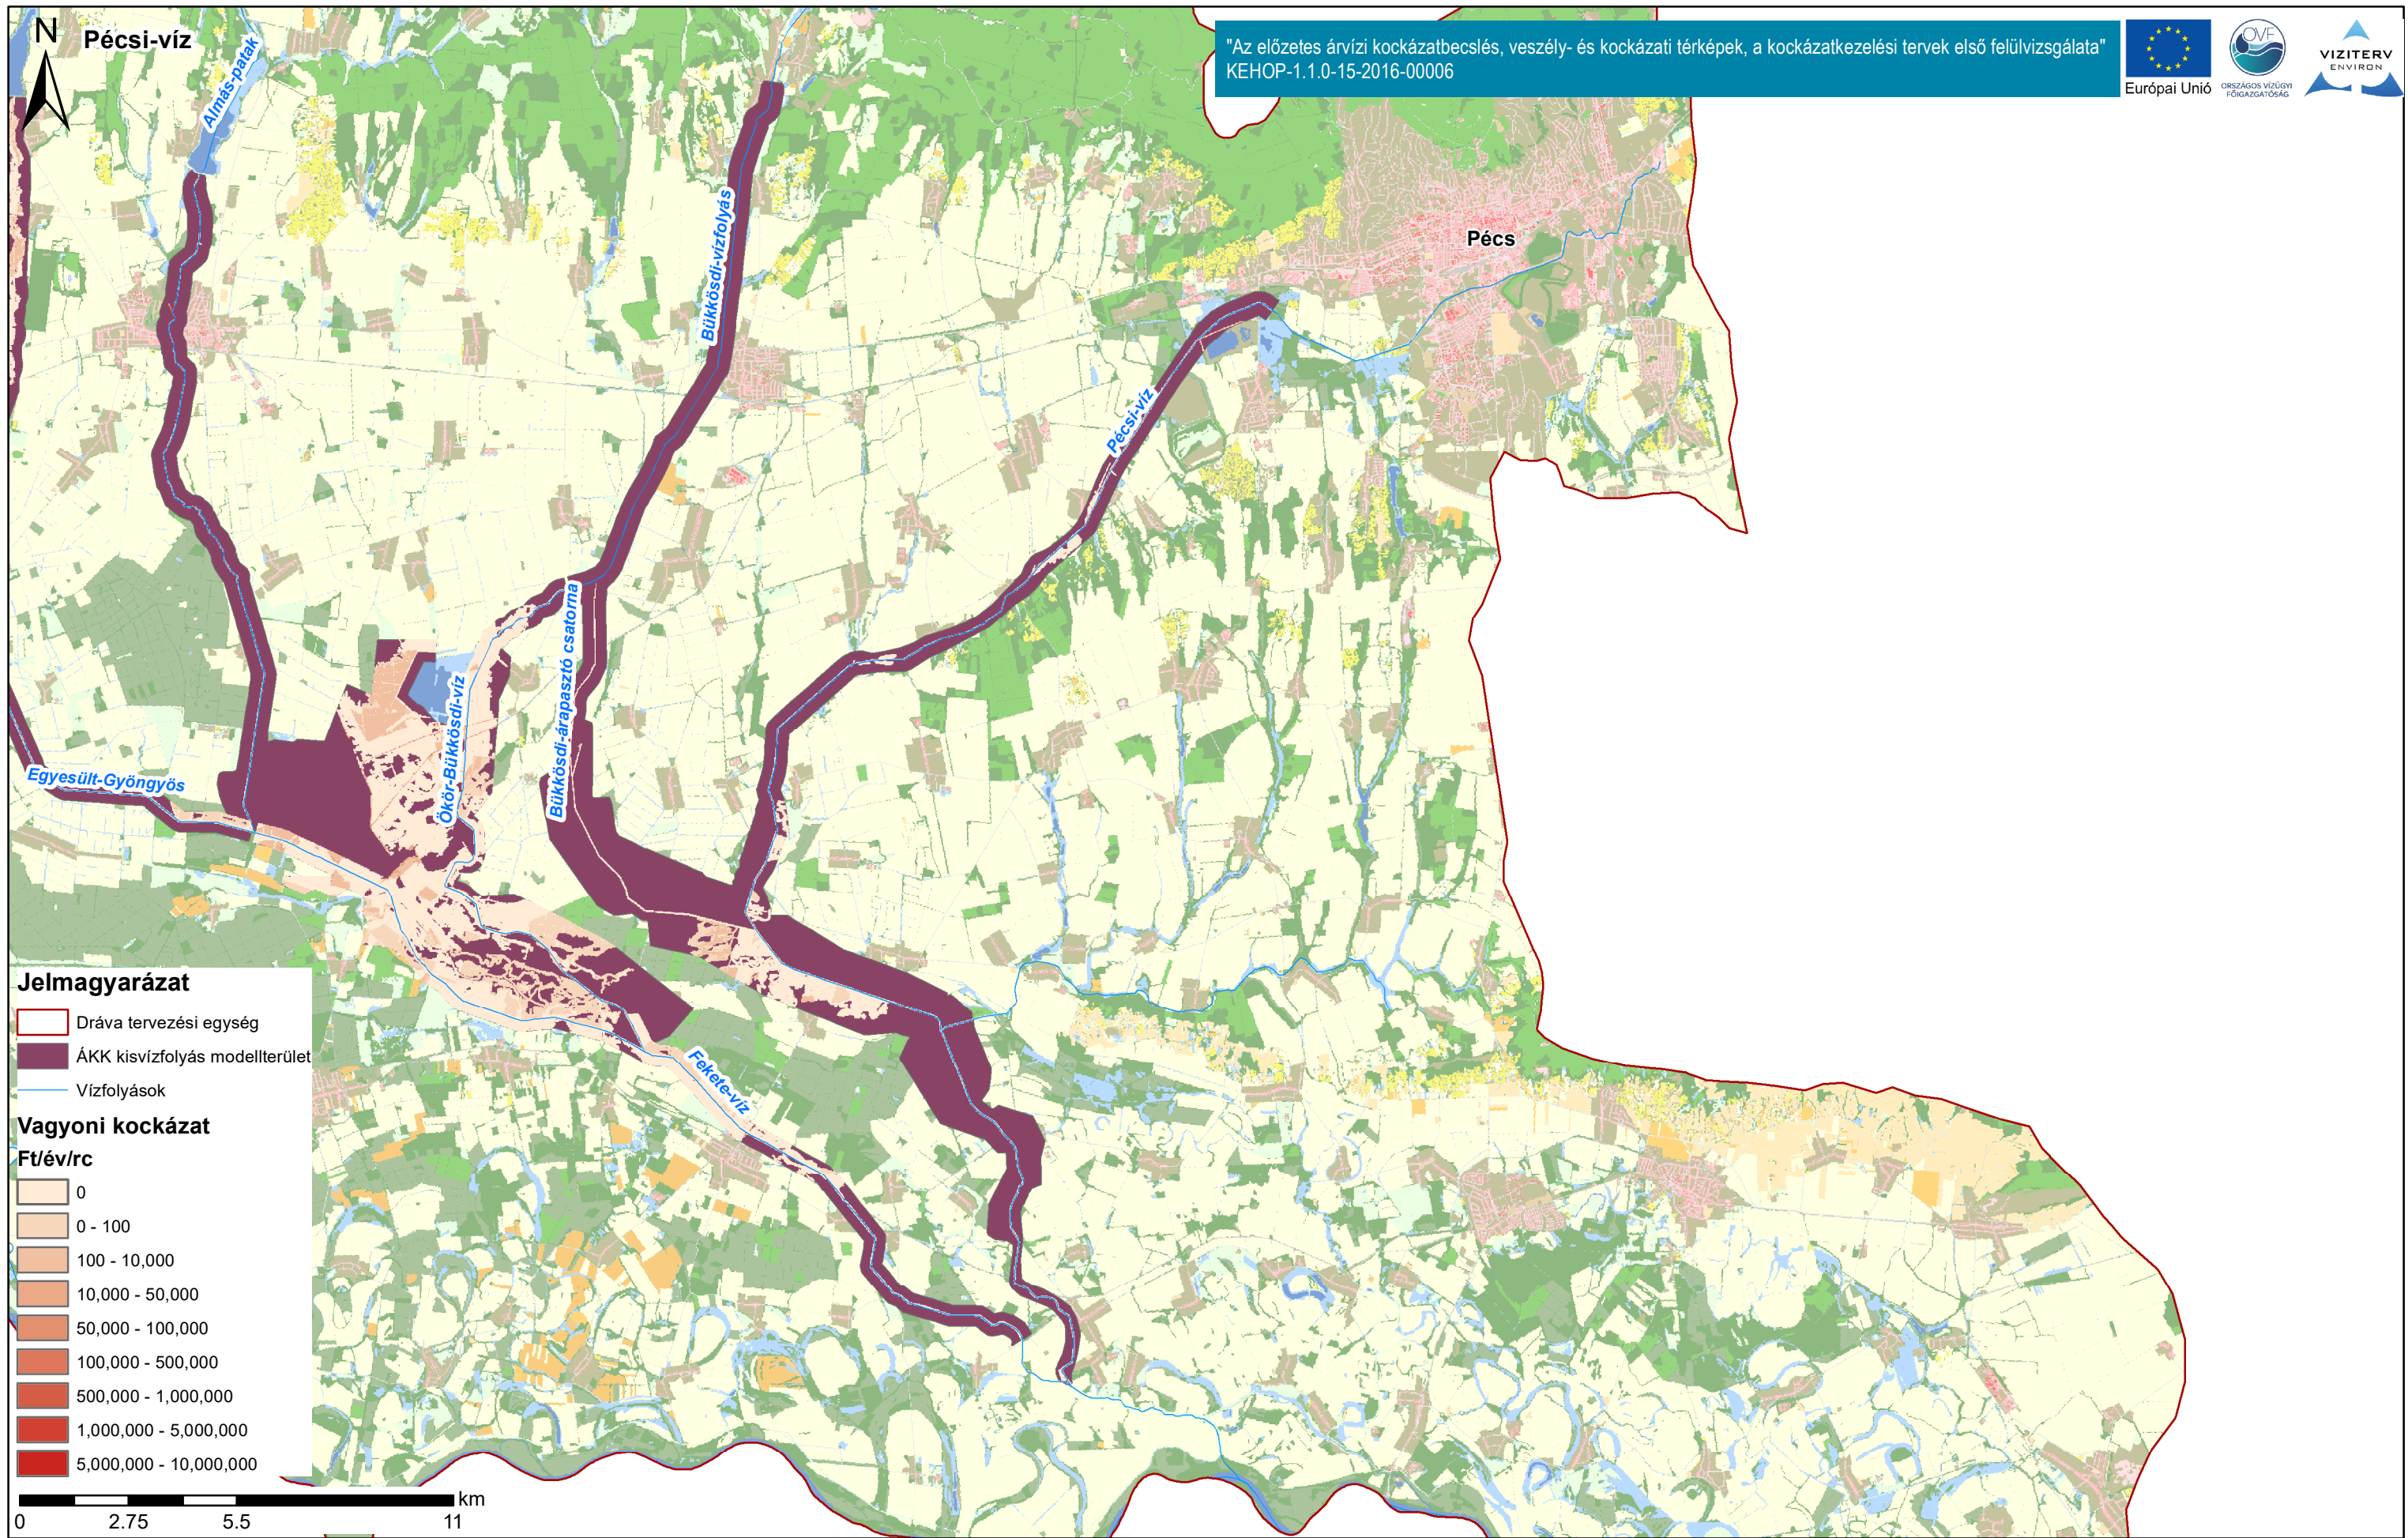 N
Pécsi-víz
"Az előzetes árvízi kockázatbecslés, veszély- és kockázati térképek, a kockázatkezelési tervek első felülvizsgálata"
KEHOP-1.1.0-15-2016-00006
Európai Unió
OVF
ORSZÁGOS VÍZÜGYI
FŐIGAZGATÓSÁG
VIZITERV
ENVIRON
Almás-patak
Bükkösdi-vízfolyás
Pécs
Pécsi-víz
Bükkösdi-árapasztó csatorna
Ökör-Bükkösdi-víz
Egyesült-Gyöngyös
Fekete-víz
Jelmagyarázat
Dráva tervezési egység
ÁKK kisvízfolyás modellterület
Vízfolyások
Vagyoni kockázat
Ft/év/rc
0
0 - 100
100 - 10,000
10,000 - 50,000
50,000 - 100,000
100,000 - 500,000
500,000 - 1,000,000
1,000,000 - 5,000,000
5,000,000 - 10,000,000
km
0 2.75 5.5 11